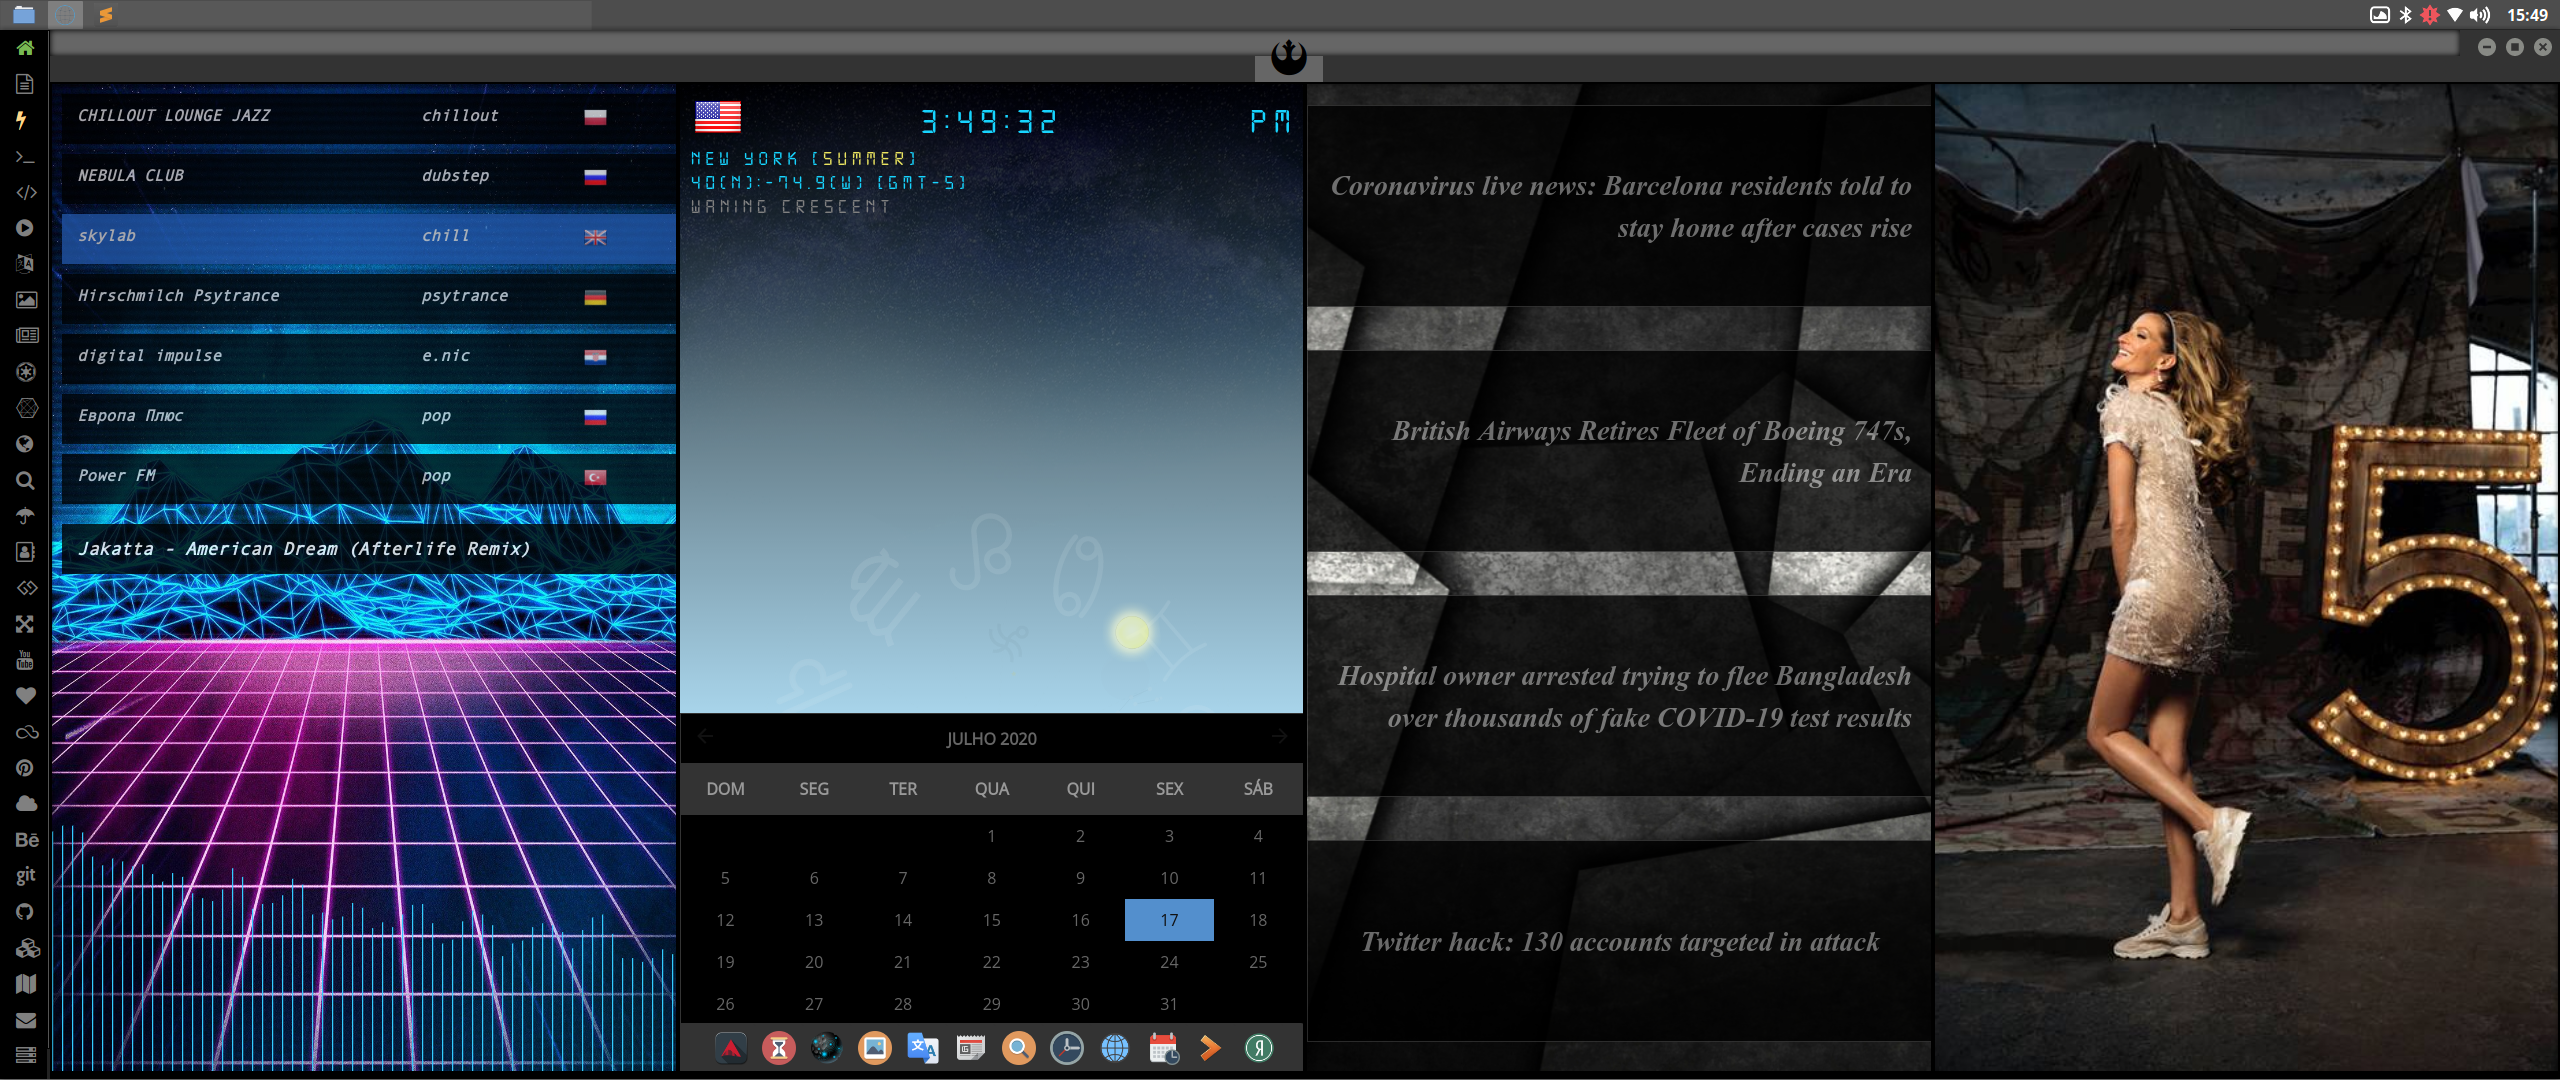 15:49
CHILLOUT LOUNGE JAZZ chillout
NEBULA CLUB dubstep
skylab chill
Hirschmilch Psytrance psytrance
digital impulse e.nic
Европа Плюс pop
Power FM pop
Jakatta - American Dream (Afterlife Remix)
3:49:32 PM
NEW YORK [SUMMER]
40(N):-74.9(W) [GMT-5]
WANING CRESCENT
JULHO 2020
DOM SEG TER QUA QUI SEX SÁB
1 2 3 4
5 6 7 8 9 10 11
12 13 14 15 16 17 18
19 20 21 22 23 24 25
26 27 28 29 30 31
Coronavirus live news: Barcelona residents told to
stay home after cases rise
British Airways Retires Fleet of Boeing 747s,
Ending an Era
Hospital owner arrested trying to flee Bangladesh
over thousands of fake COVID-19 test results
Twitter hack: 130 accounts targeted in attack
5
You
Tube
Bē
git
Я